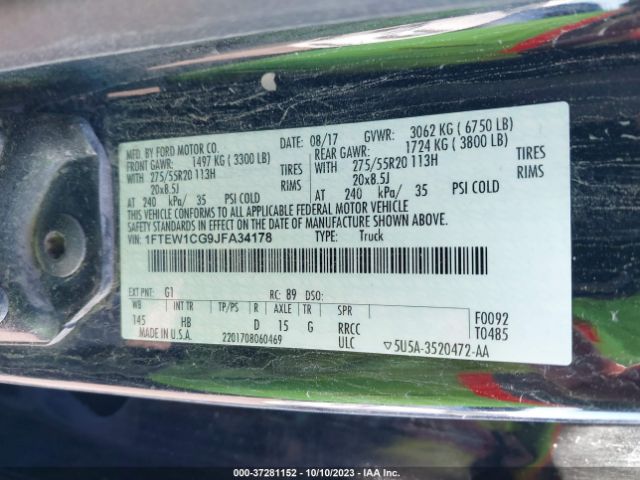 MFD. BY FORD MOTOR CO. DATE: 08/17 GVWR: 3062 KG ( 6750 LB)
FRONT GAWR: 1497 KG ( 3300 LB) REAR GAWR: 1724 KG ( 3800 LB)
WITH 275/55R20 113H TIRES WITH 275/55R20 113H TIRES
20x8.5J RIMS 20x8.5J RIMS
AT 240 kPa/ 35 PSI COLD AT 240 kPa/ 35 PSI COLD
THIS VEHICLE CONFORMS TO ALL APPLICABLE FEDERAL MOTOR VEHICLE
SAFETY STANDARDS IN EFFECT ON THE DATE OF MANUFACTURE SHOWN ABOVE.
VIN: 1FTEW1CG9JFA34178 TYPE: Truck
EXT PNT: G1 RC: 89 DSO:
WB INT TR TP/PS R AXLE TR SPR F0092
145 HB D 15 G RRCC T0485
MADE IN U.S.A. 2201708060469 ULC ▽5U5A-3520472-AA
000-37281152 - 10/10/2023 - IAA Inc.